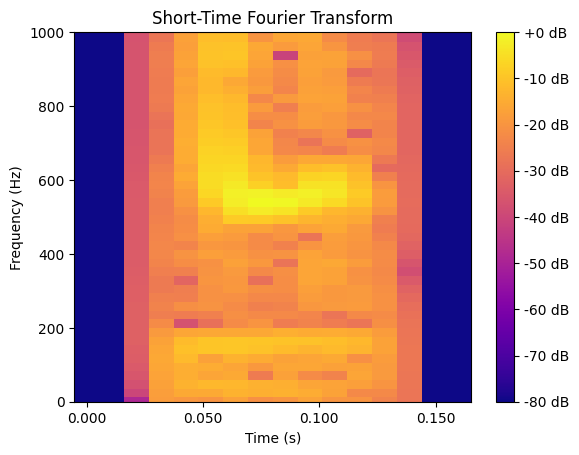 Short-Time Fourier Transform
1000
800
600
400
200
0
Frequency (Hz)
0.000
0.050
0.100
0.150
Time (s)
+0 dB
-10 dB
-20 dB
-30 dB
-40 dB
-50 dB
-60 dB
-70 dB
-80 dB